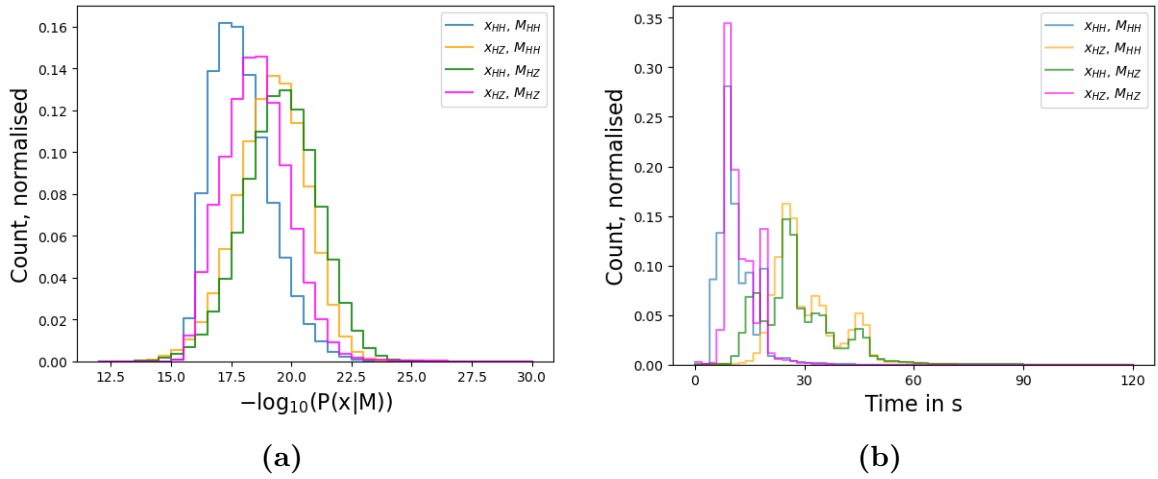 0.16
0.14
0.12
0.10
0.08
0.06
0.04
0.02
0.00
Count, normalised
12.5 15.0 17.5 20.0 22.5 25.0 27.5 30.0
−log₁₀(P(x|M))
x_HH, M_HH
x_HZ, M_HH
x_HH, M_HZ
x_HZ, M_HZ
(a)
0.35
0.30
0.25
0.20
0.15
0.10
0.05
0.00
Count, normalised
0 30 60 90 120
Time in s
x_HH, M_HH
x_HZ, M_HH
x_HH, M_HZ
x_HZ, M_HZ
(b)